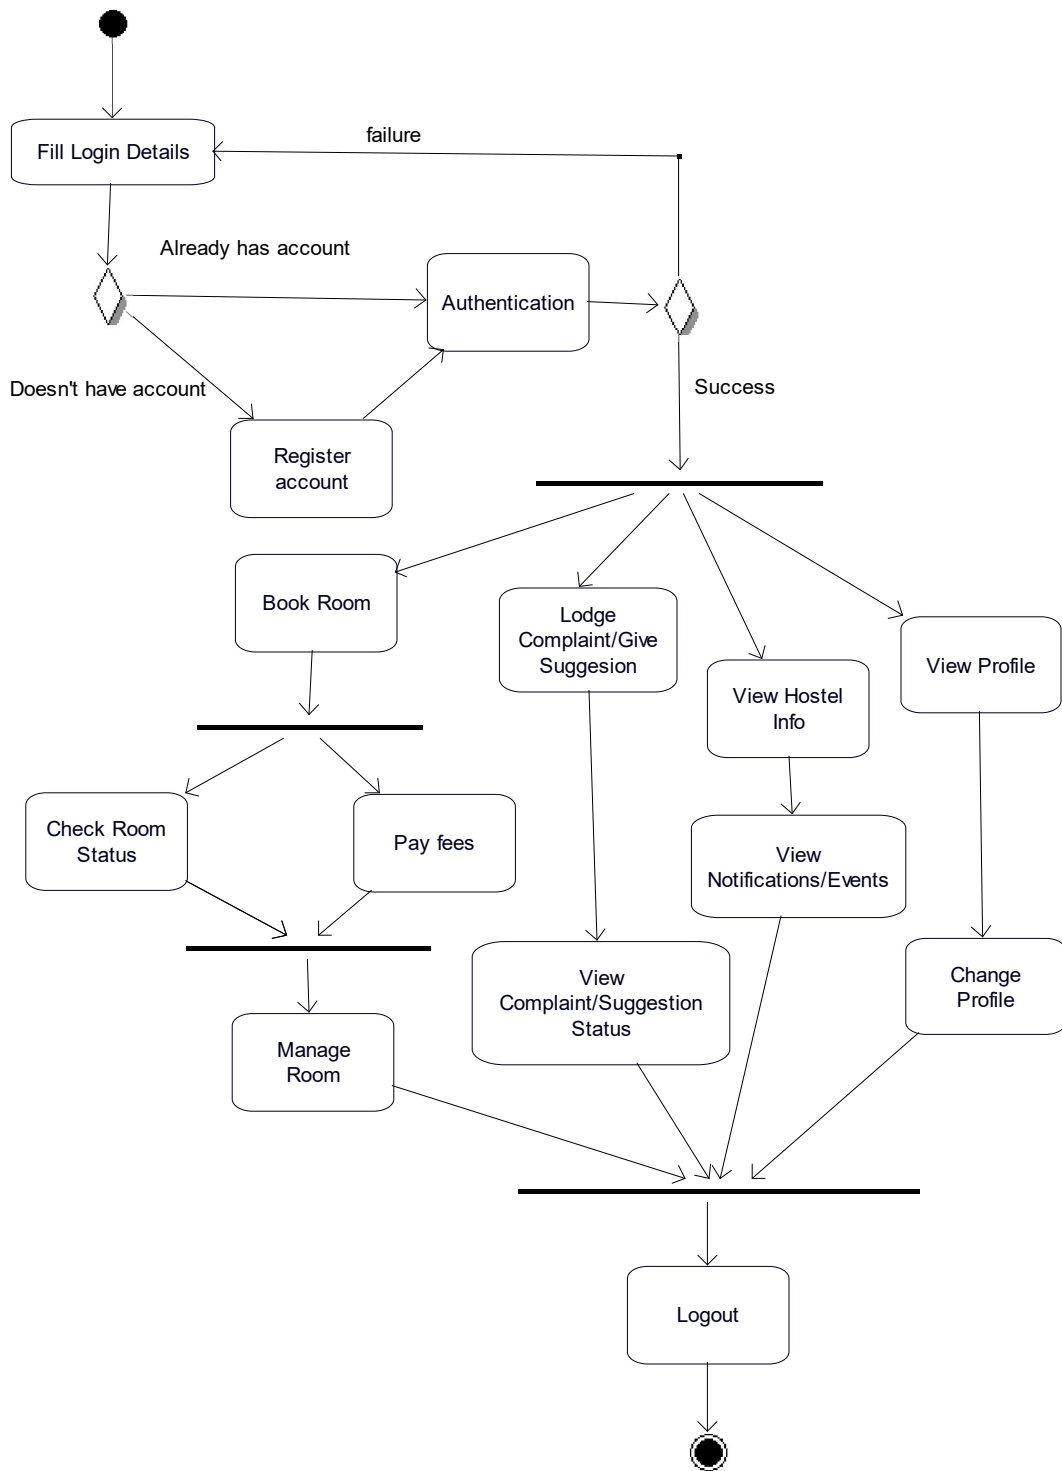 failure
Fill Login Details
Already has account
Authentication
Doesn't have account
Success
Register
account
Book Room
Lodge
Complaint/Give
Suggesion
View Hostel
Info
View Profile
Check Room
Status
Pay fees
View
Notifications/Events
View
Complaint/Suggestion
Status
Change
Profile
Manage
Room
Logout